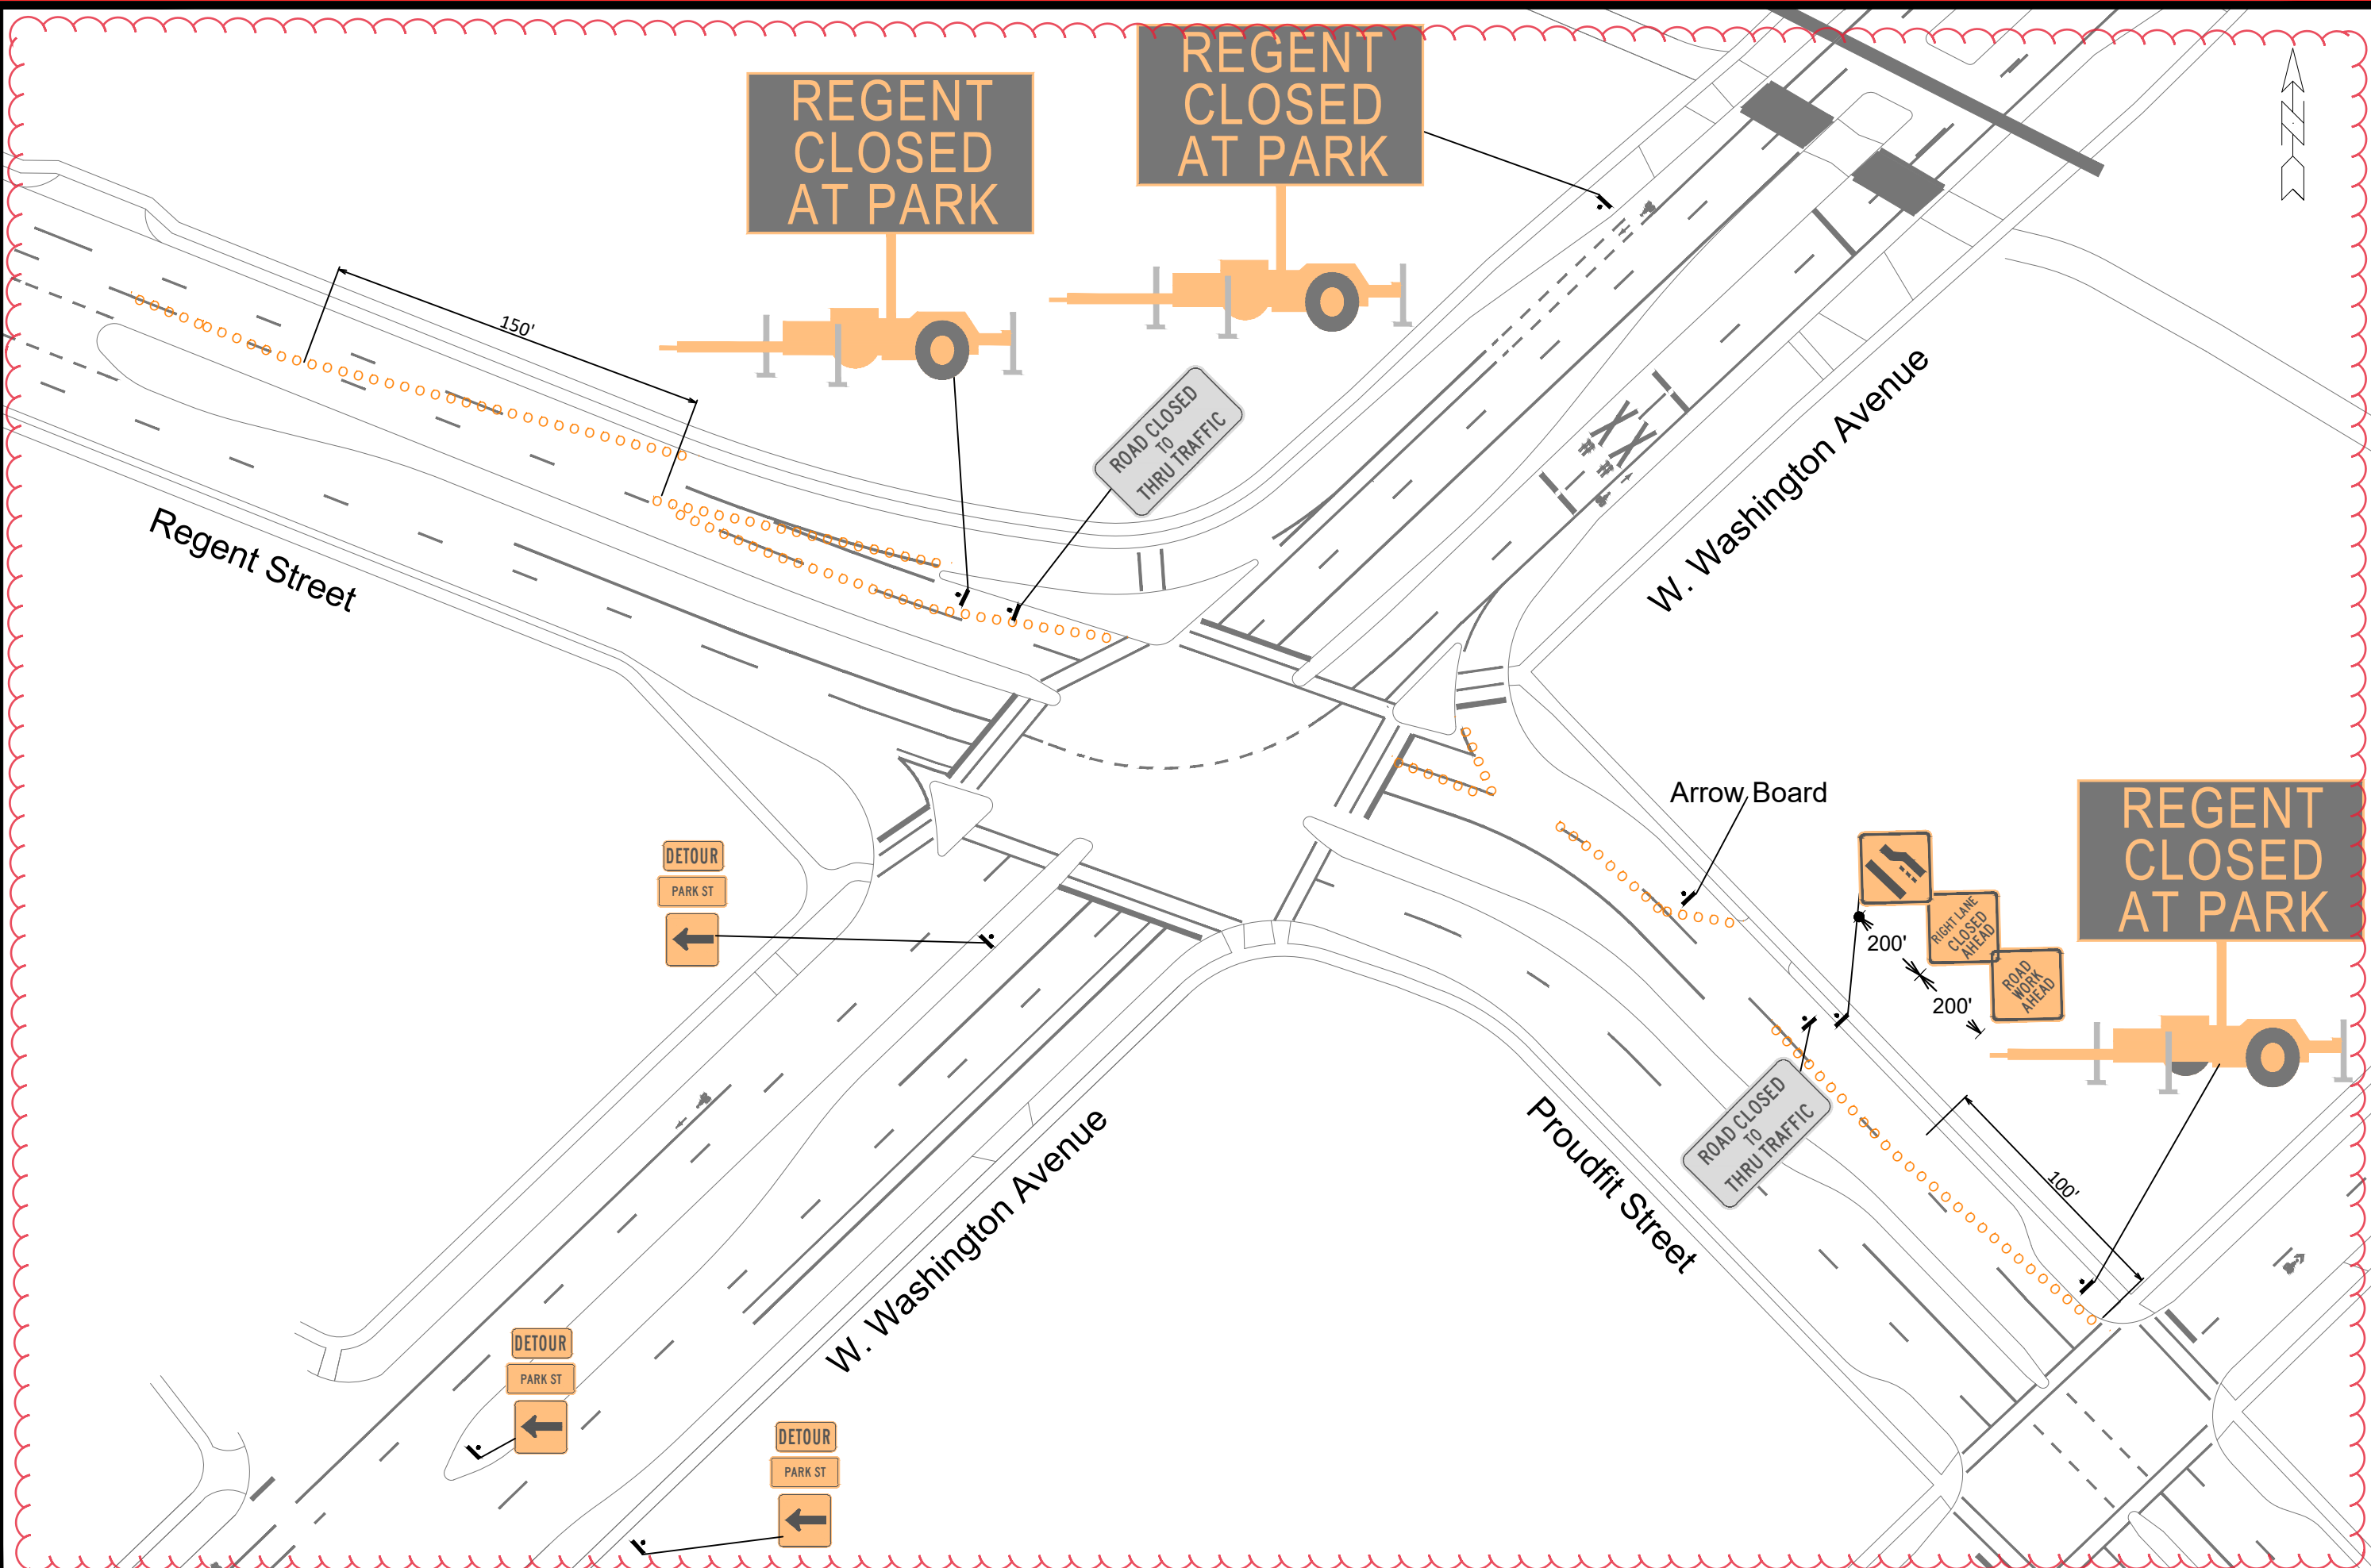 REGENT
CLOSED
AT PARK
REGENT
CLOSED
AT PARK
N
150'
ROAD CLOSED
TO
THRU TRAFFIC
W. Washington Avenue
Regent Street
Arrow Board
REGENT
CLOSED
AT PARK
DETOUR
PARK ST
RIGHT LANE
CLOSED
AHEAD
200'
ROAD
WORK
AHEAD
200'
ROAD CLOSED
TO
THRU TRAFFIC
100'
Proudfit Street
W. Washington Avenue
DETOUR
PARK ST
DETOUR
PARK ST